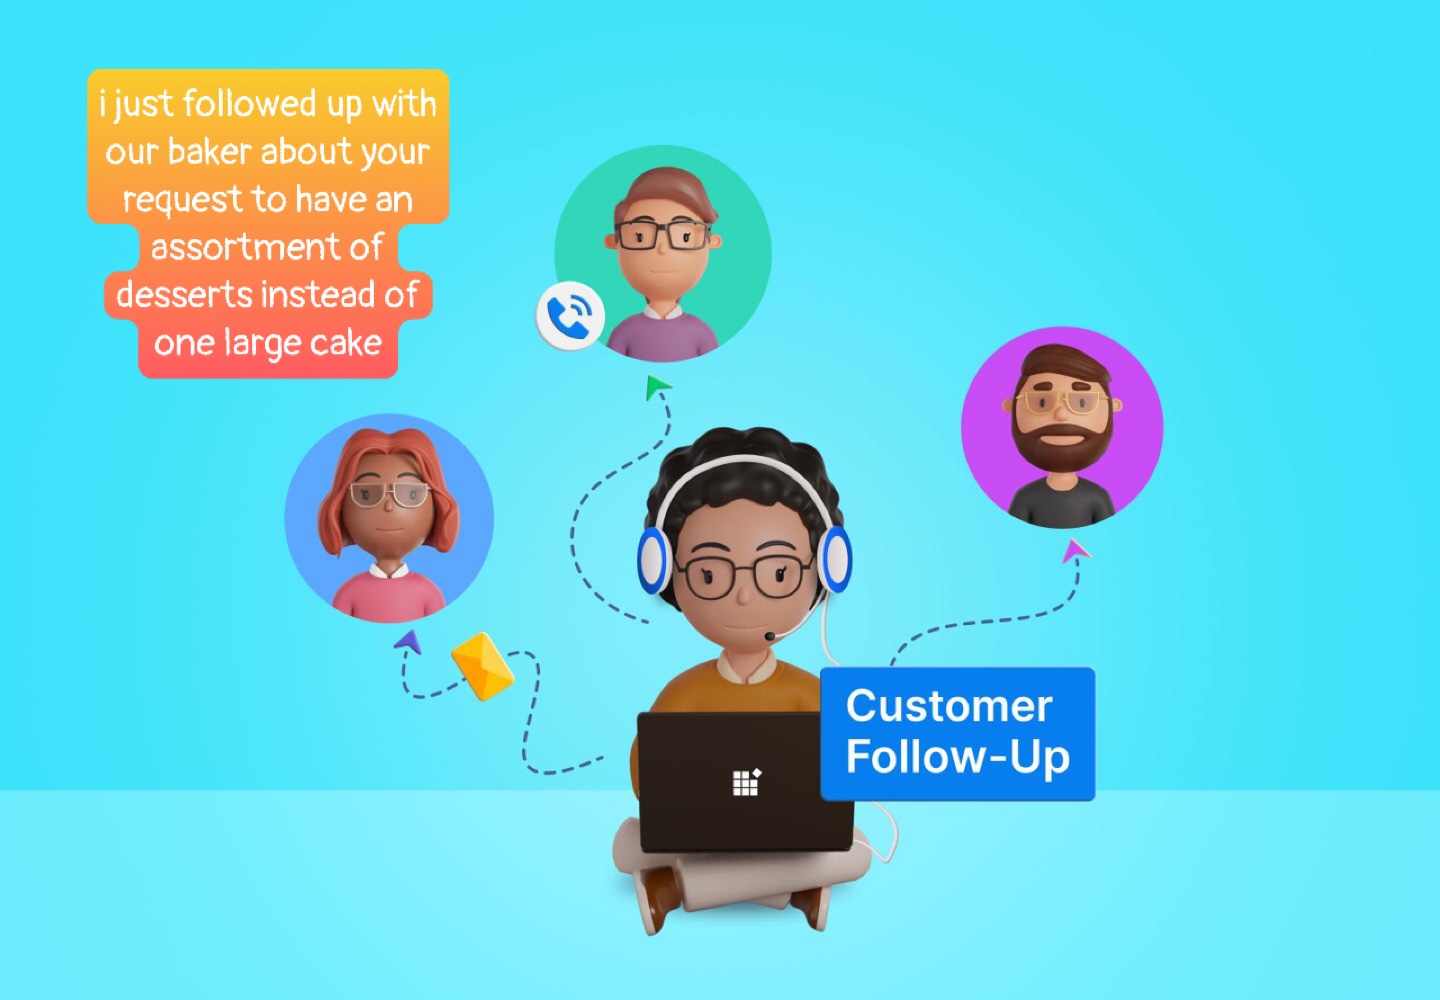 i just followed up with
our baker about your
request to have an
assortment of
desserts instead of
one large cake
Customer
Follow-Up